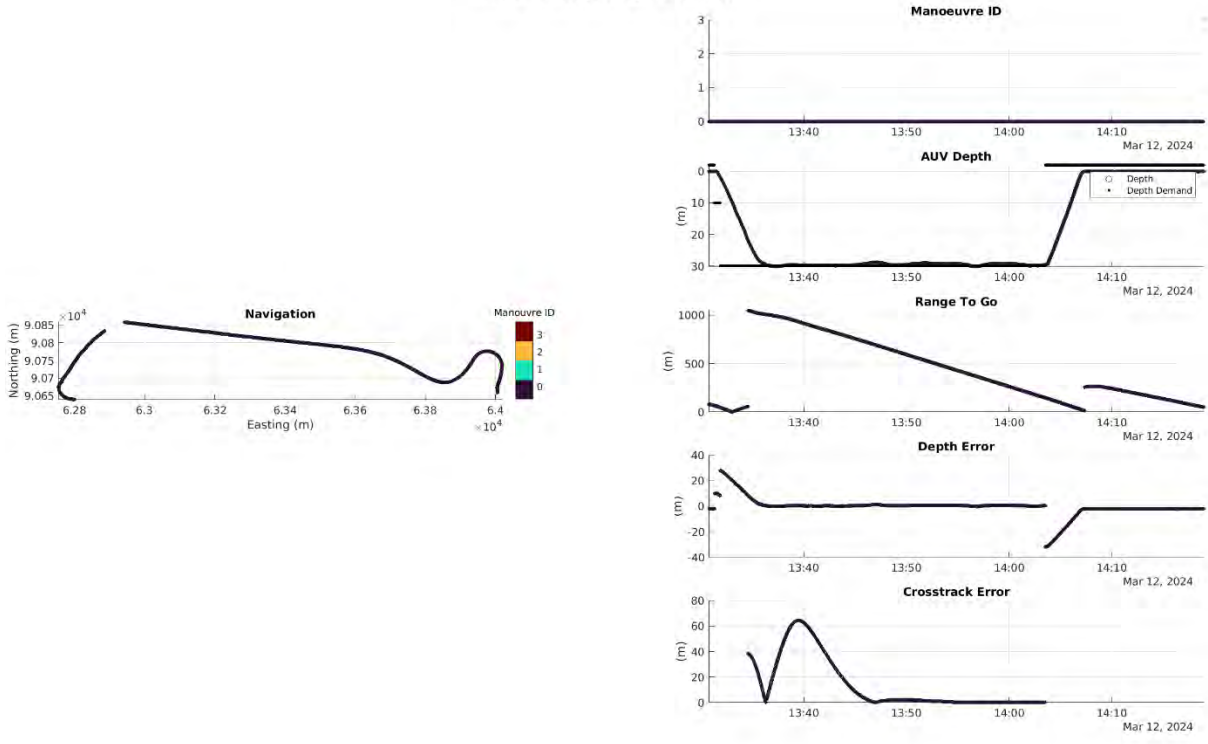 Manoeuvre ID
3
2
1
0
13:40 13:50 14:00 14:10
Mar 12, 2024
AUV Depth
0
10
20
30
(m)
Depth
Depth Demand
13:40 13:50 14:00 14:10
Mar 12, 2024
Navigation
×10⁴
9.085
9.08
9.075
9.07
9.065
Northing (m)
6.28 6.3 6.32 6.34 6.36 6.38 6.4
Easting (m)
×10⁴
Manoeuvre ID
3
2
1
0
Range To Go
1000
500
0
(m)
13:40 13:50 14:00 14:10
Mar 12, 2024
Depth Error
40
20
0
-20
-40
(m)
13:40 13:50 14:00 14:10
Mar 12, 2024
Crosstrack Error
80
60
40
20
0
(m)
13:40 13:50 14:00 14:10
Mar 12, 2024